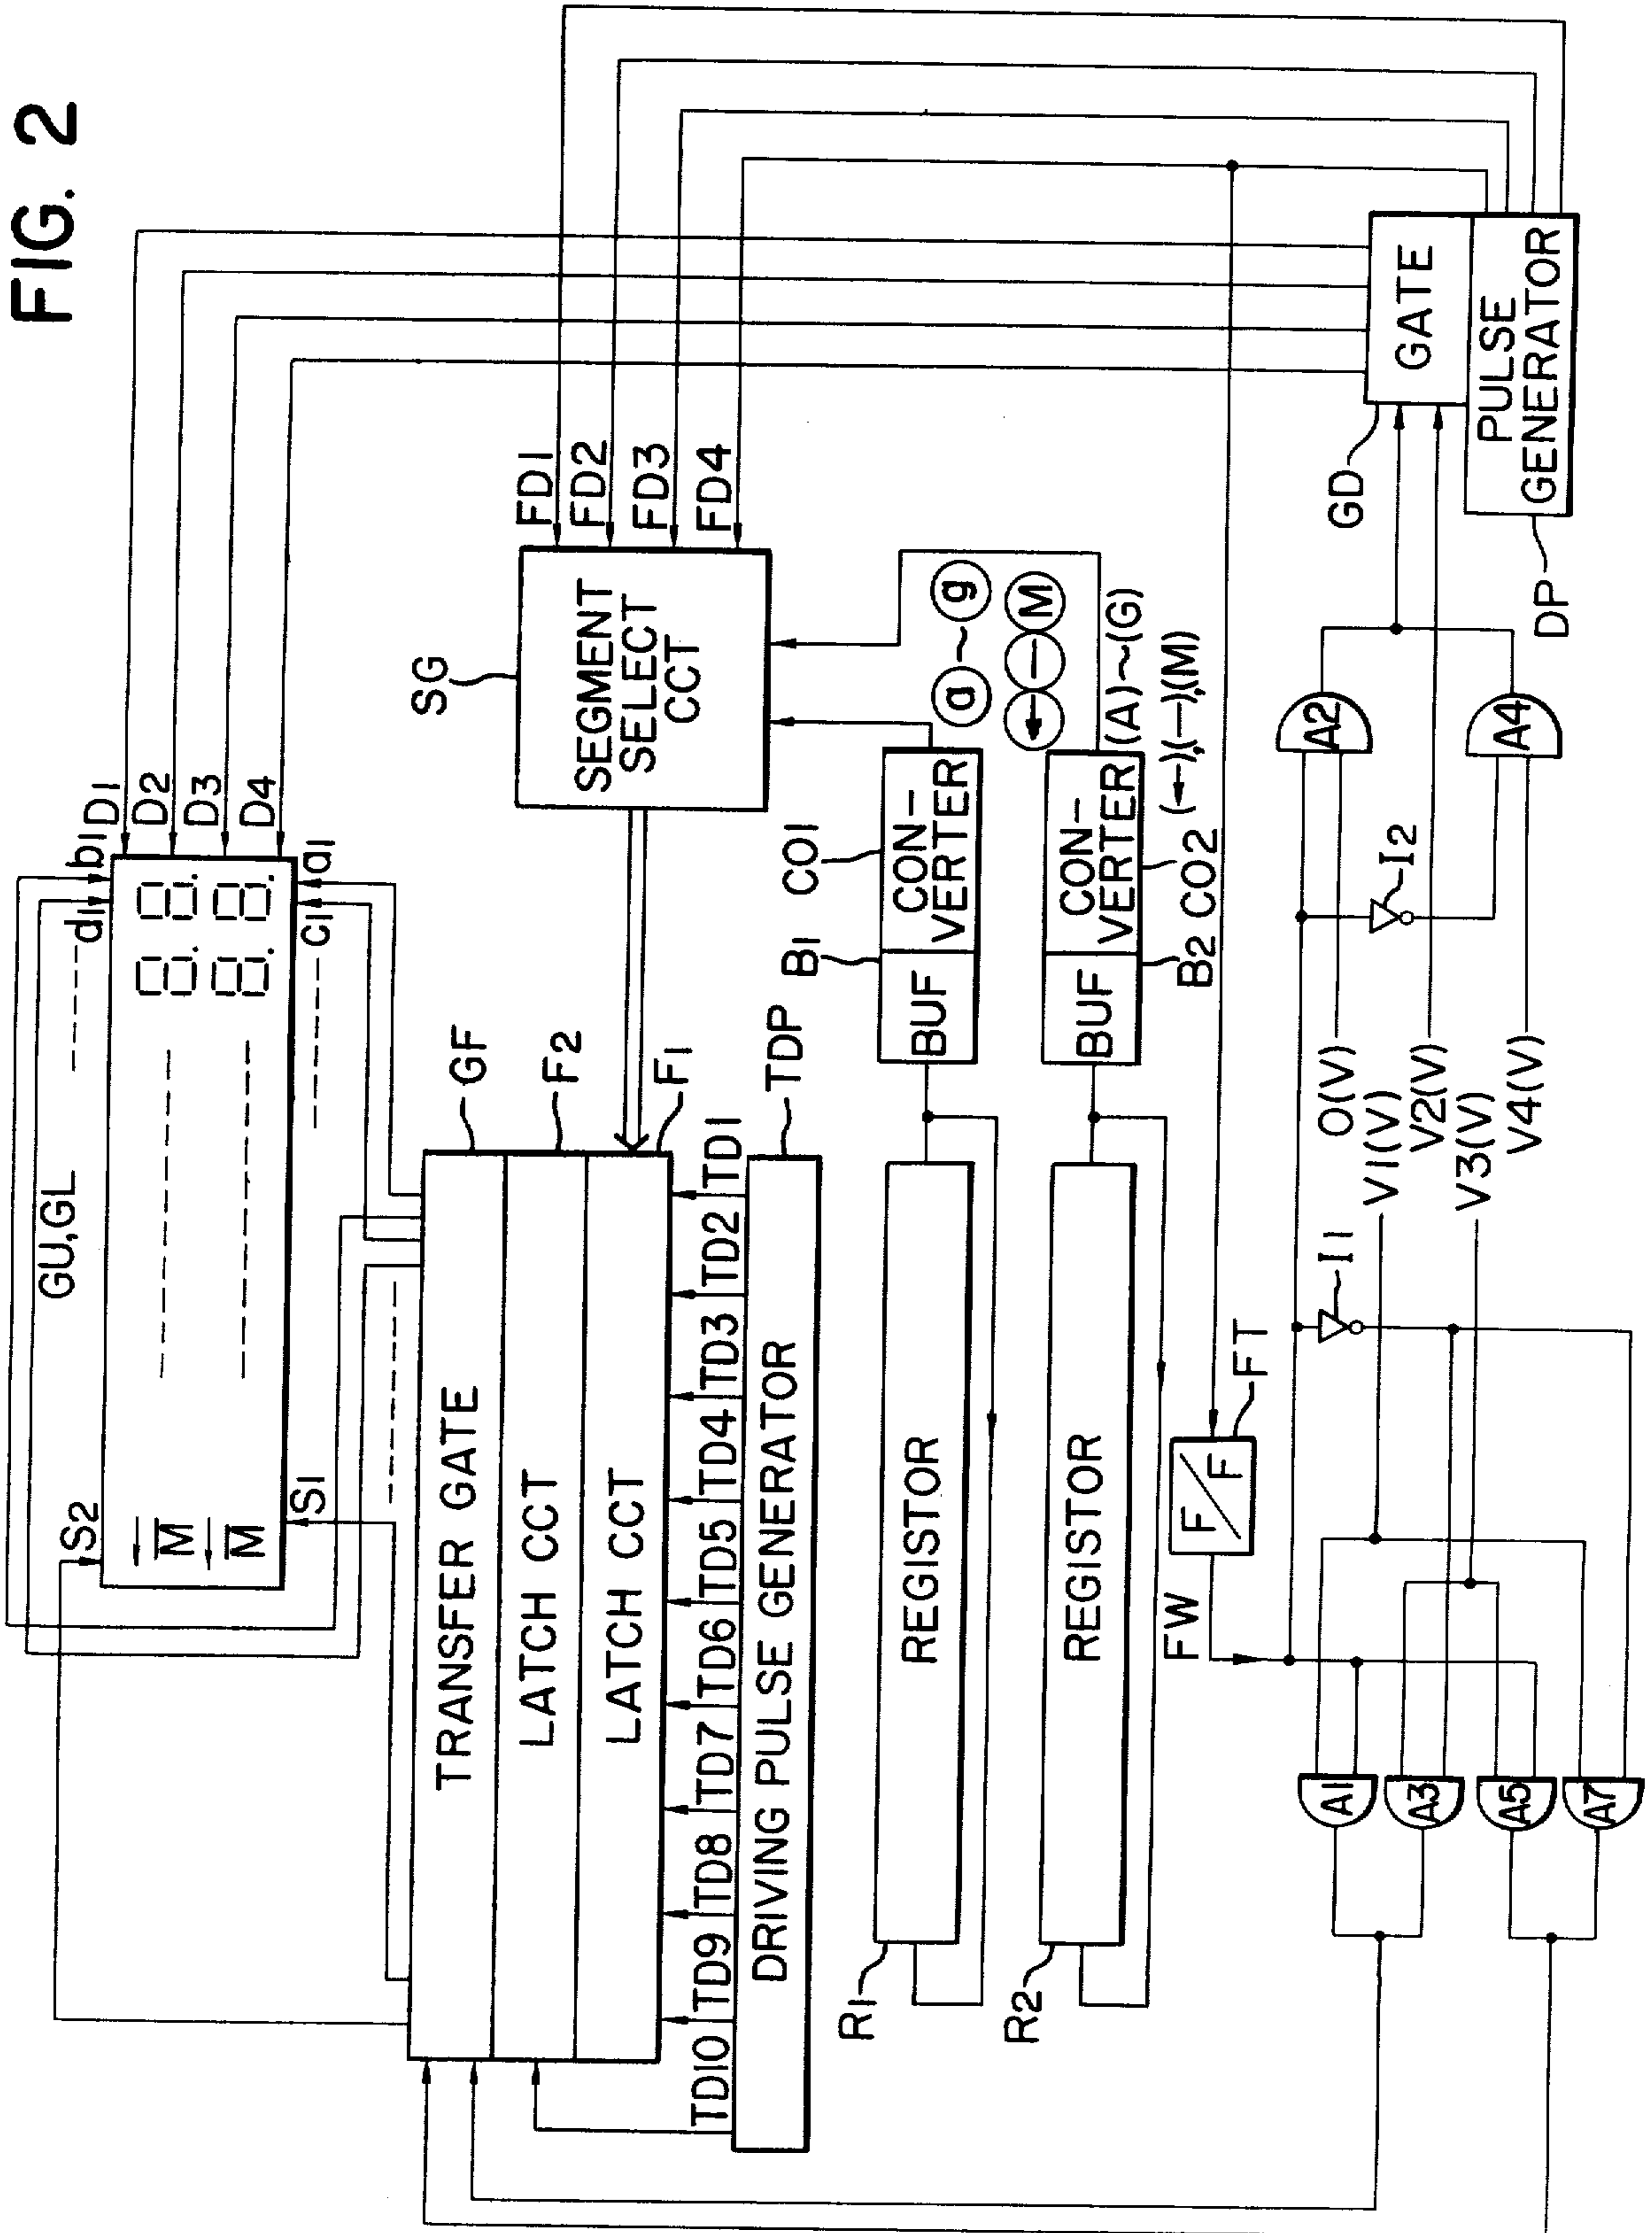 FIG. 2
GU,GL
S2
d1
b1
D1
D2
D3
D4
M
M
S1
c1
a1
GF
F2
F1
TRANSFER GATE
LATCH CCT
LATCH CCT
TD10
TD9
TD8
TD7
TD6
TD5
TD4
TD3
TD2
TD1
DRIVING PULSE GENERATOR
TDP
SG
SEGMENT
SELECT
CCT
FD1
FD2
FD3
FD4
R1
REGISTOR
B1
CO1
BUF
CON-
VERTER
a ~ g
← — M
R2
REGISTOR
BUF
CON-
VERTER
B2
CO2
(A)~(G)
(←),(—),(M)
FW
F/F
FT
I1
I2
O(V)
V1(V)
V2(V)
V3(V)
V4(V)
A1
A3
A5
A7
A2
A4
GD
GATE
PULSE
GENERATOR
DP